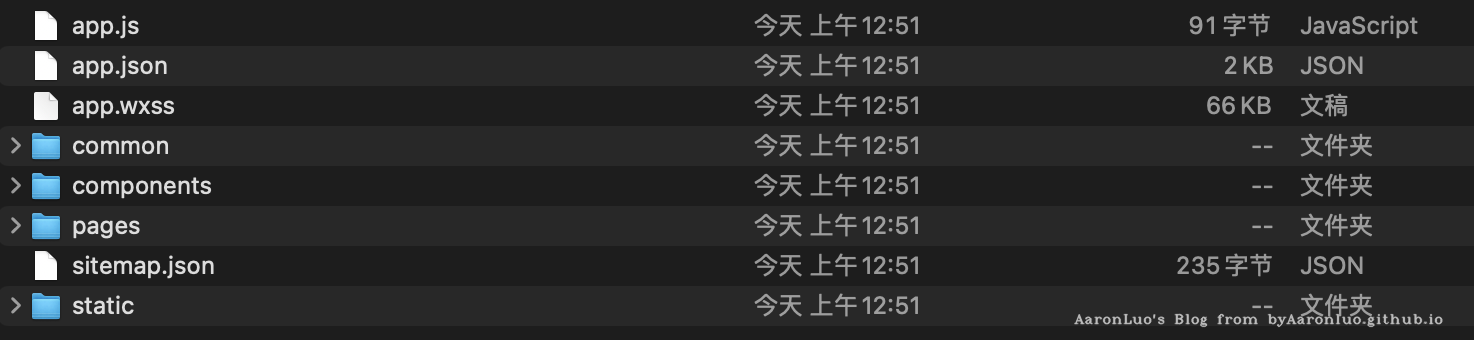 app.js 今天 上午12:51 91 字节 JavaScript
app.json 今天 上午12:51 2 KB JSON
app.wxss 今天 上午12:51 66 KB 文稿
common 今天 上午12:51 -- 文件夹
components 今天 上午12:51 -- 文件夹
pages 今天 上午12:51 -- 文件夹
sitemap.json 今天 上午12:51 235 字节 JSON
static 今天 上午12:51 -- 文件夹
AaronLuo's Blog from byAaronluo.github.io